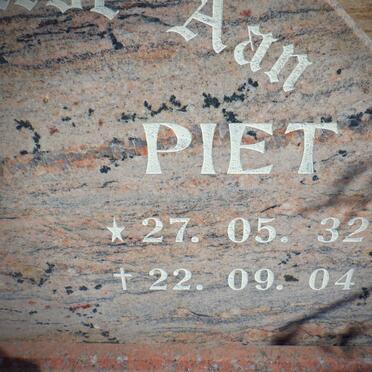 Aan
PIET
★ 27. 05. 32
† 22. 09. 04